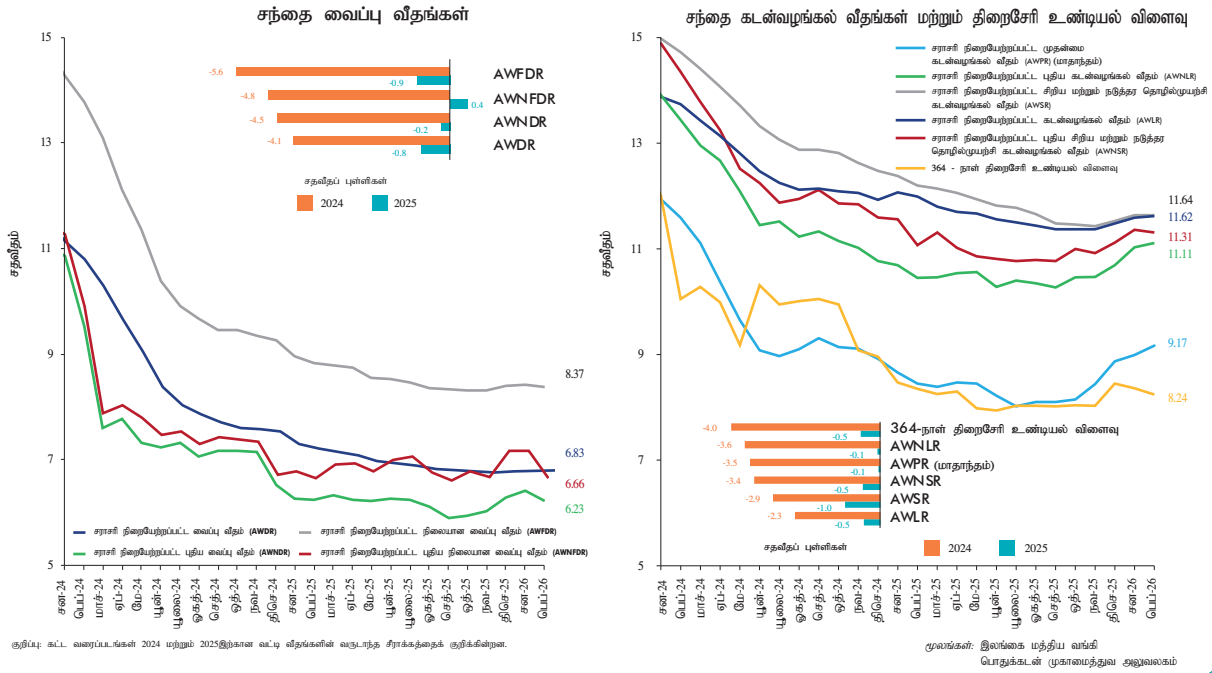 சந்தை வைப்பு வீதங்கள்
15
13
11
9
7
5
சதவீதம்
-5.6
-0.9
AWFDR
-4.8
0.4
AWNFDR
-4.5
-0.2
AWNDR
-4.1
-0.8
AWDR
சதவீதப் புள்ளிகள்
2024
2025
8.37
6.83
6.66
6.23
சராசரி நிறையேற்றப்பட்ட வைப்பு வீதம் (AWDR)
சராசரி நிறையேற்றப்பட்ட நிலையான வைப்பு வீதம் (AWFDR)
சராசரி நிறையேற்றப்பட்ட புதிய வைப்பு வீதம் (AWNDR)
சராசரி நிறையேற்றப்பட்ட புதிய நிலையான வைப்பு வீதம் (AWNFDR)
சன-24
பெப்-24
மார்ச்-24
ஏப்-24
மே-24
யூன்-24
யூலை-24
ஓகத்-24
செத்-24
ஒத்-24
நவ-24
திசெ-24
சன-25
பெப்-25
மார்ச்-25
ஏப்-25
மே-25
யூன்-25
யூலை-25
ஓகத்-25
செத்-25
ஒத்-25
நவ-25
திசெ-25
சன-26
பெப்-26
குறிப்பு: கட்ட வரைப்படங்கள் 2024 மற்றும் 2025இற்கான வட்டி வீதங்களின் வருடாந்த சீராக்கத்தைக் குறிக்கின்றன.
சந்தை கடன்வழங்கல் வீதங்கள் மற்றும் திறைசேரி உண்டியல் விளைவு
15
13
11
9
7
5
சதவீதம்
சராசரி நிறையேற்றப்பட்ட முதன்மை
கடன்வழங்கல் வீதம் (AWPR) (மாதாந்தம்)
சராசரி நிறையேற்றப்பட்ட புதிய கடன்வழங்கல் வீதம் (AWNLR)
சராசரி நிறையேற்றப்பட்ட சிறிய மற்றும் நடுத்தர தொழில்முயற்சி
கடன்வழங்கல் வீதம் (AWSR)
சராசரி நிறையேற்றப்பட்ட கடன்வழங்கல் வீதம் (AWLR)
சராசரி நிறையேற்றப்பட்ட புதிய சிறிய மற்றும் நடுத்தர
தொழில்முயற்சி கடன்வழங்கல் வீதம் (AWNSR)
364 - நாள் திறைசேரி உண்டியல் விளைவு
11.64
11.62
11.31
11.11
9.17
8.24
-4.0
-0.5
364-நாள் திறைசேரி உண்டியல் விளைவு
-3.6
-0.1
AWNLR
-3.5
-0.1
AWPR (மாதாந்தம்)
-3.4
-0.5
AWNSR
-2.9
-1.0
AWSR
-2.3
-0.5
AWLR
சதவீதப் புள்ளிகள்
2024
2025
சன-24
பெப்-24
மார்ச்-24
ஏப்-24
மே-24
யூன்-24
யூலை-24
ஓகத்-24
செத்-24
ஒத்-24
நவ-24
திசெ-24
சன-25
பெப்-25
மார்ச்-25
ஏப்-25
மே-25
யூன்-25
யூலை-25
ஓகத்-25
செத்-25
ஒத்-25
நவ-25
திசெ-25
சன-26
பெப்-26
மூலங்கள்: இலங்கை மத்திய வங்கி
பொதுக்கடன் முகாமைத்துவ அலுவலகம்